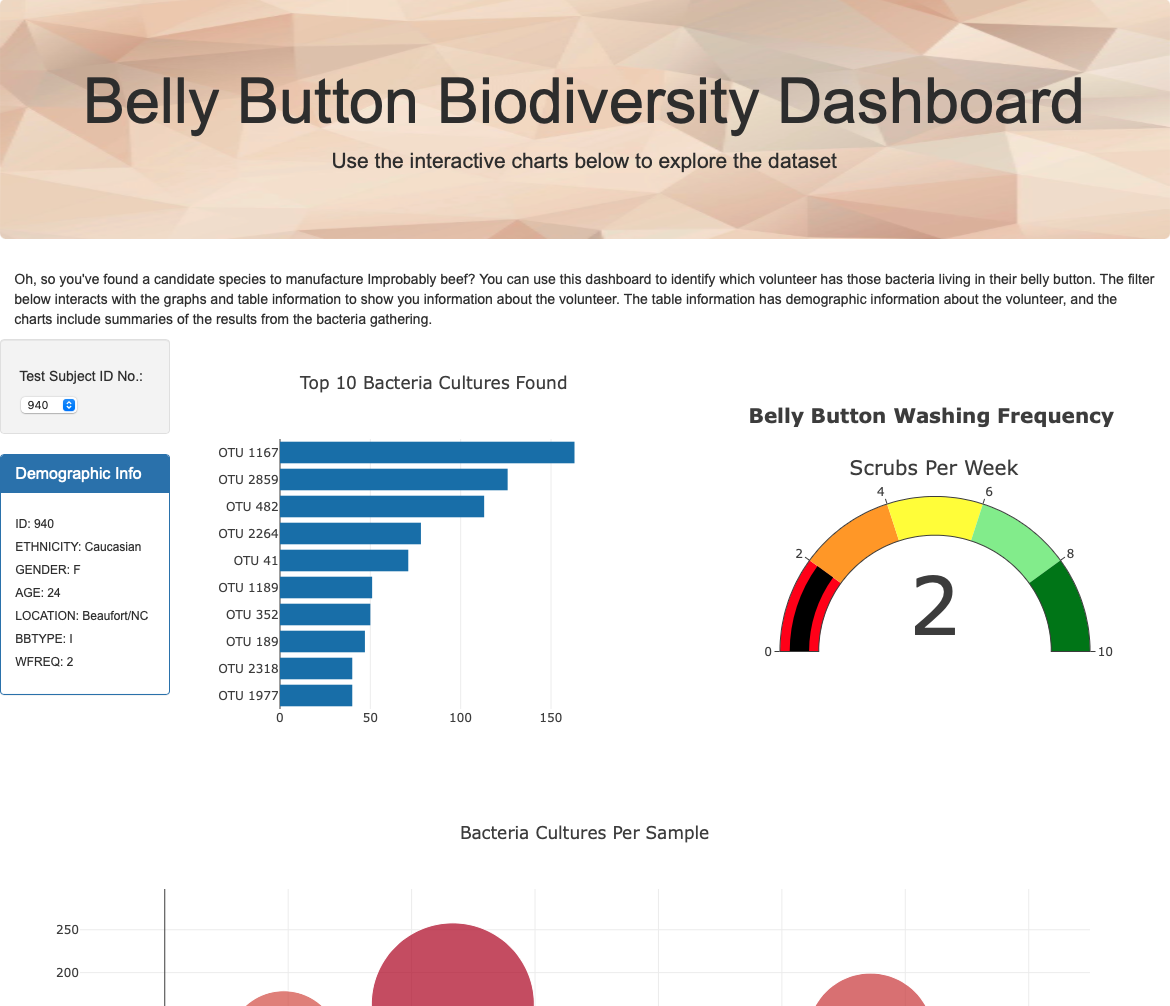 Belly Button Biodiversity Dashboard
Use the interactive charts below to explore the dataset
Oh, so you've found a candidate species to manufacture Improbably beef? You can use this dashboard to identify which volunteer has those bacteria living in their belly button. The filter
below interacts with the graphs and table information to show you information about the volunteer. The table information has demographic information about the volunteer, and the
charts include summaries of the results from the bacteria gathering.
Test Subject ID No.:
940
Demographic Info
ID: 940
ETHNICITY: Caucasian
GENDER: F
AGE: 24
LOCATION: Beaufort/NC
BBTYPE: I
WFREQ: 2
Top 10 Bacteria Cultures Found
OTU 1167
OTU 2859
OTU 482
OTU 2264
OTU 41
OTU 1189
OTU 352
OTU 189
OTU 2318
OTU 1977
0 50 100 150
Belly Button Washing Frequency
Scrubs Per Week
4 6
2 8
2
0 10
Bacteria Cultures Per Sample
250
200